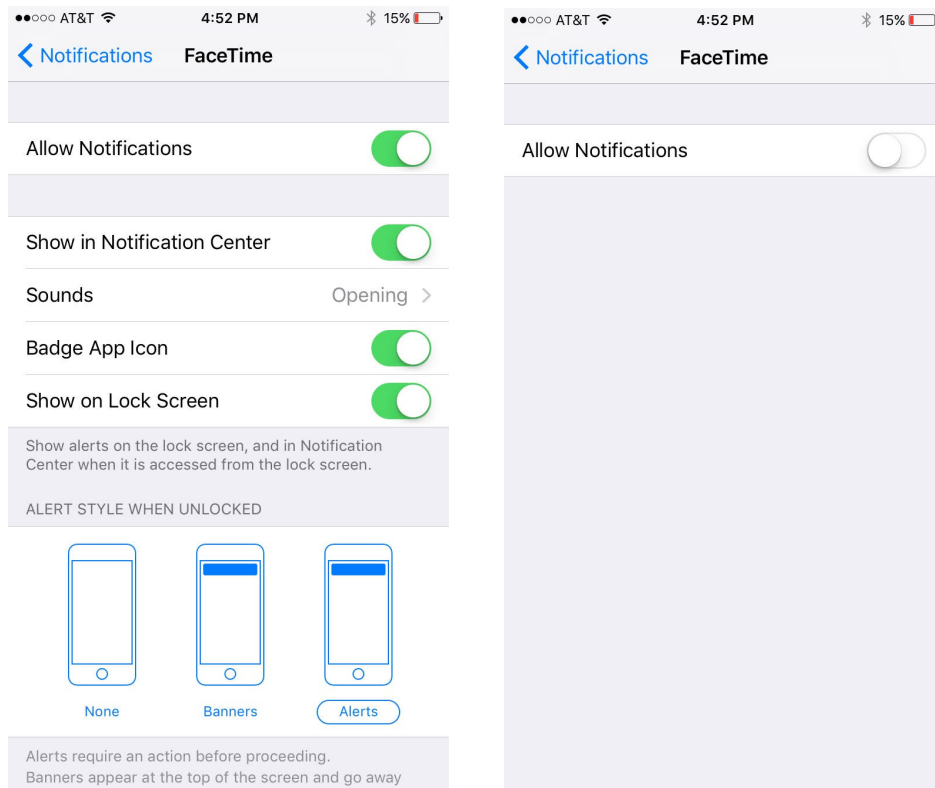 AT&T 4:52 PM 15%
Notifications FaceTime
Allow Notifications
Show in Notification Center
Sounds Opening
Badge App Icon
Show on Lock Screen
Show alerts on the lock screen, and in Notification
Center when it is accessed from the lock screen.
ALERT STYLE WHEN UNLOCKED
None Banners Alerts
Alerts require an action before proceeding.
Banners appear at the top of the screen and go away
AT&T 4:52 PM 15%
Notifications FaceTime
Allow Notifications